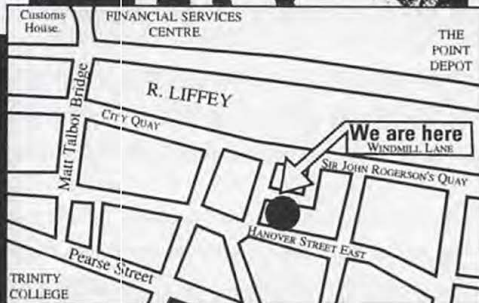 Customs
House
FINANCIAL SERVICES
CENTRE
THE
POINT
DEPOT
R. LIFFEY
Matt Talbot Bridge
CITY QUAY
We are here
WINDMILL LANE
SIR JOHN ROGERSON'S QUAY
HANOVER STREET EAST
Pearse Street
TRINITY
COLLEGE